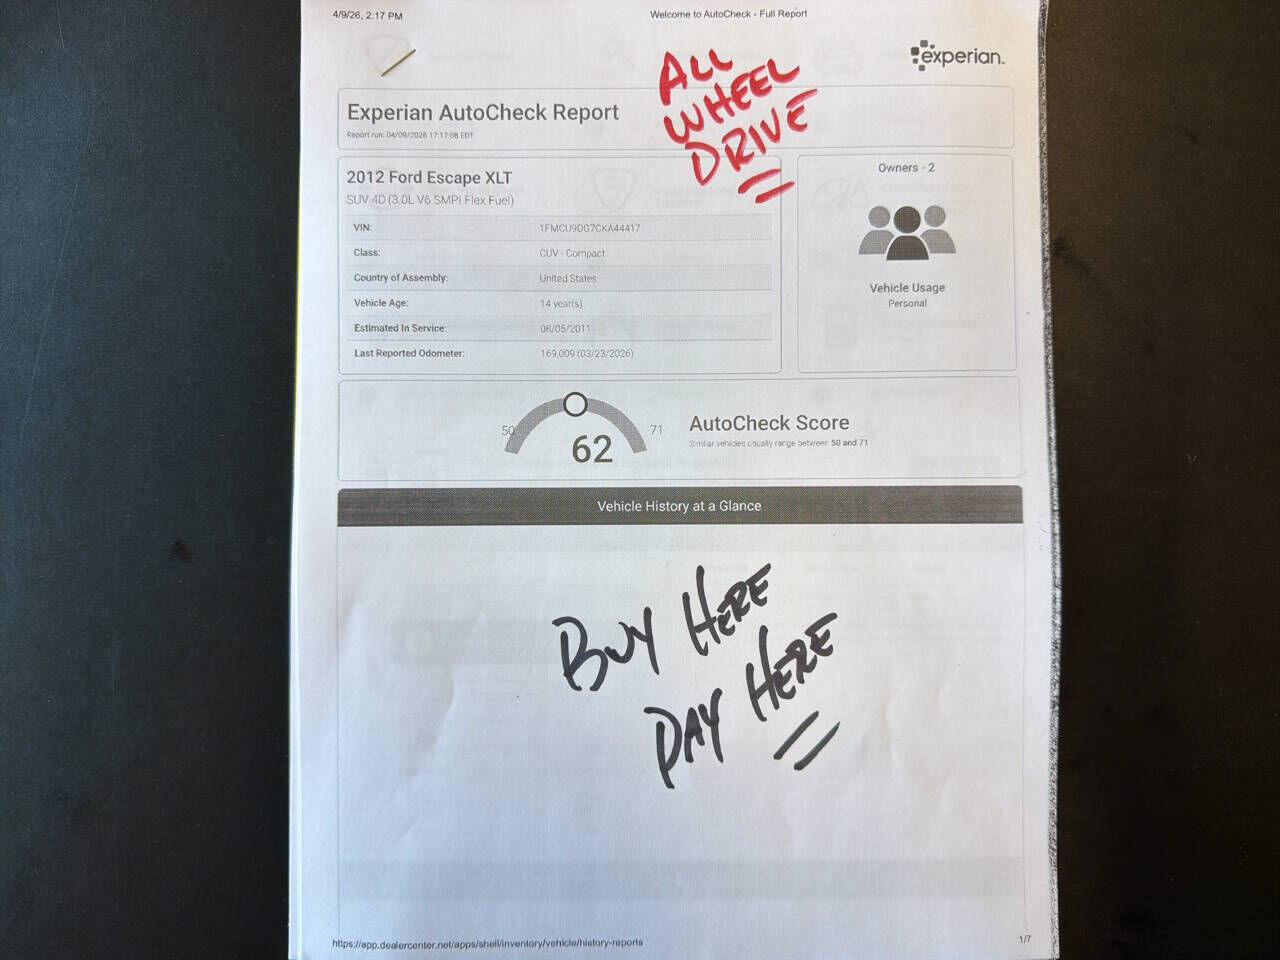 4/9/26, 2:17 PM
Welcome to AutoCheck - Full Report
experian.
ALL
WHEEL
DRIVE
Experian AutoCheck Report
Report run: 04/09/2026 17:17:08 EDT
2012 Ford Escape XLT
SUV 4D (3.0L V6 SMPI Flex Fuel)
VIN: 1FMCU9DG7CKA44417
Class: CUV - Compact
Country of Assembly: United States
Vehicle Age: 14 year(s)
Estimated In Service: 08/05/2011
Last Reported Odometer: 169,009 (03/23/2026)
Owners - 2
Vehicle Usage
Personal
50
62
71
AutoCheck Score
Similar vehicles usually range between 50 and 71
Vehicle History at a Glance
BUY HERE
PAY HERE
https://app.dealercenter.net/apps/shell/inventory/vehicle/history-reports
1/7